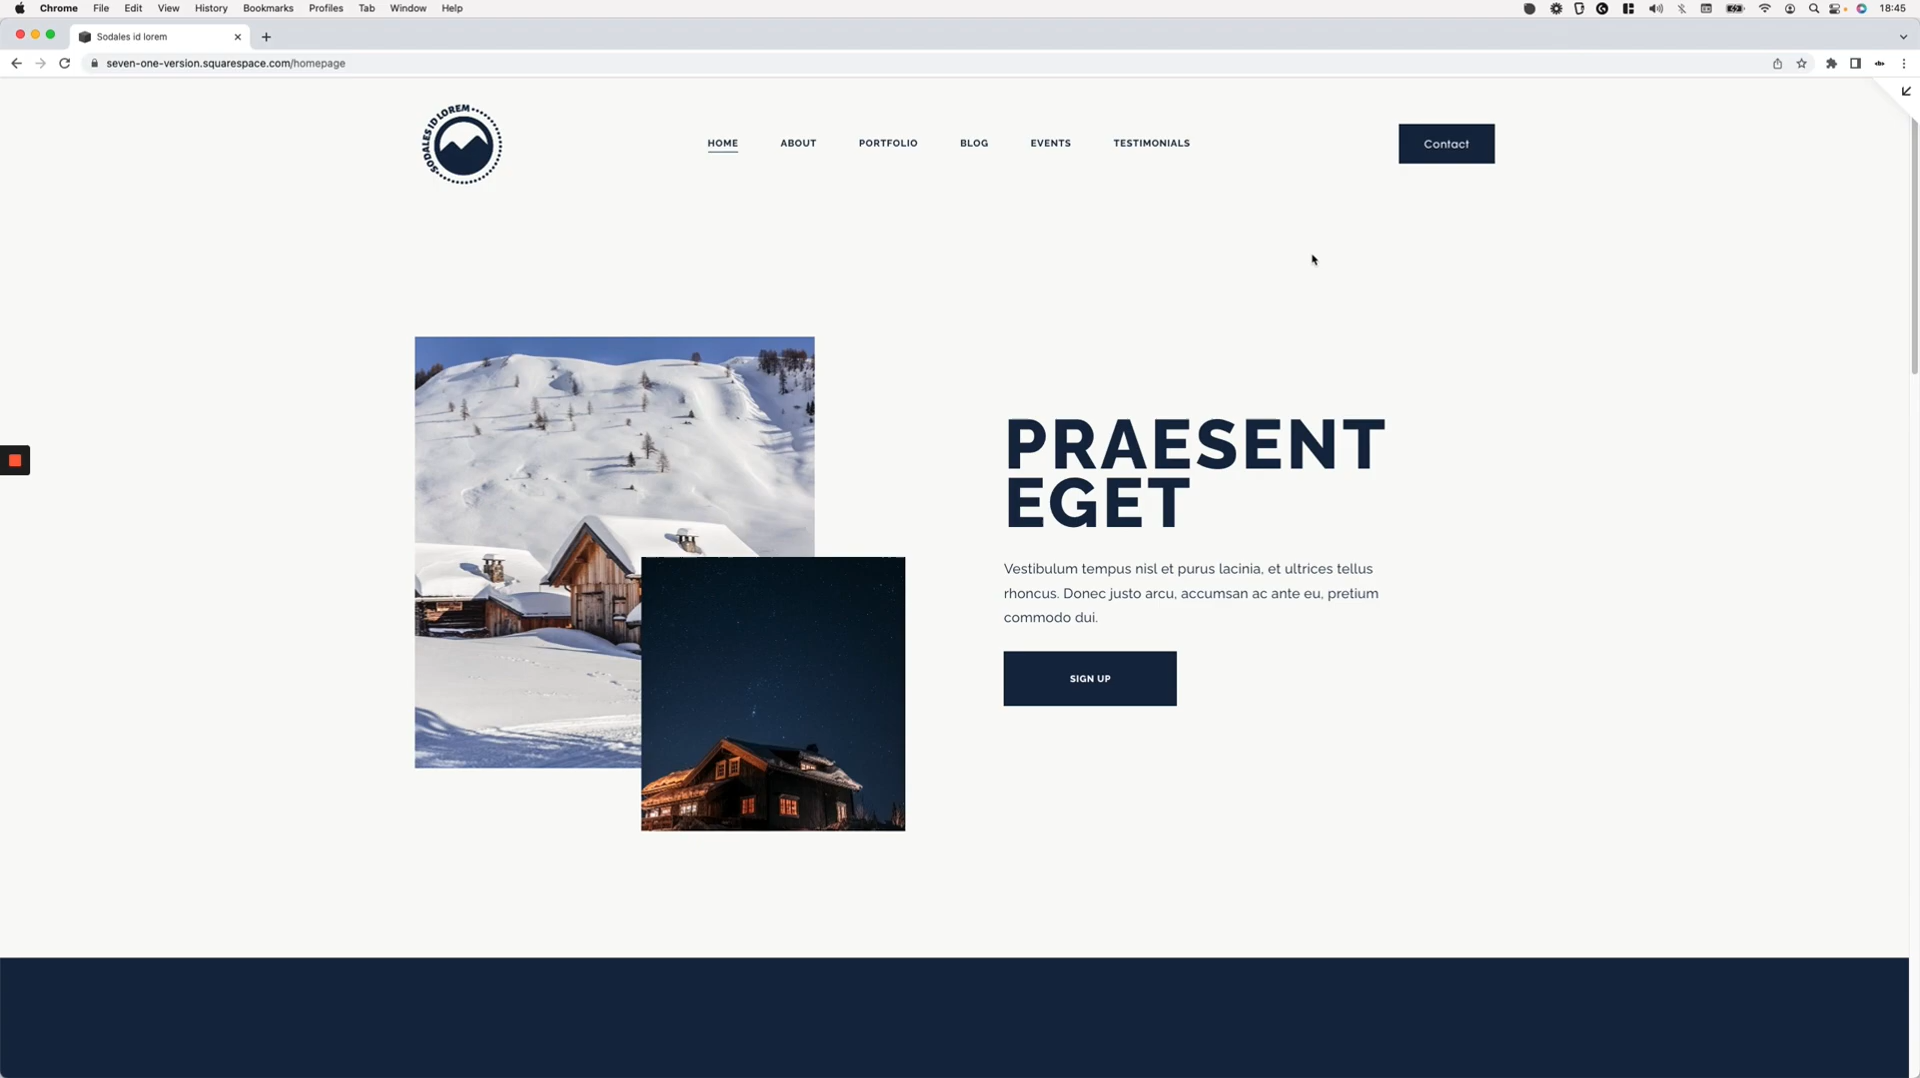 Chrome File Edit View History Bookmarks Profiles Tab Window Help 18:45
Sodales id lorem
seven-one-version.squarespace.com/homepage
SODALES ID LOREM
HOME ABOUT PORTFOLIO BLOG EVENTS TESTIMONIALS
Contact
PRAESENT
EGET
Vestibulum tempus nisl et purus lacinia, et ultrices tellus
rhoncus. Donec justo arcu, accumsan ac ante eu, pretium
commodo dui.
SIGN UP